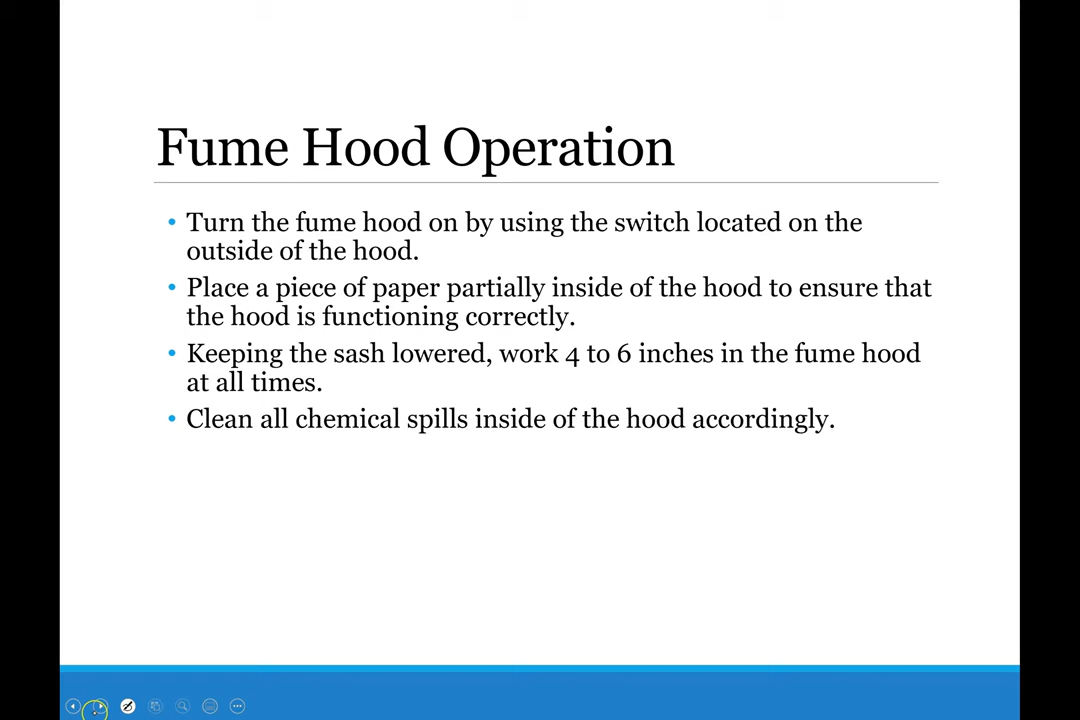 Fume Hood Operation
• Turn the fume hood on by using the switch located on the
outside of the hood.
• Place a piece of paper partially inside of the hood to ensure that
the hood is functioning correctly.
• Keeping the sash lowered, work 4 to 6 inches in the fume hood
at all times.
• Clean all chemical spills inside of the hood accordingly.